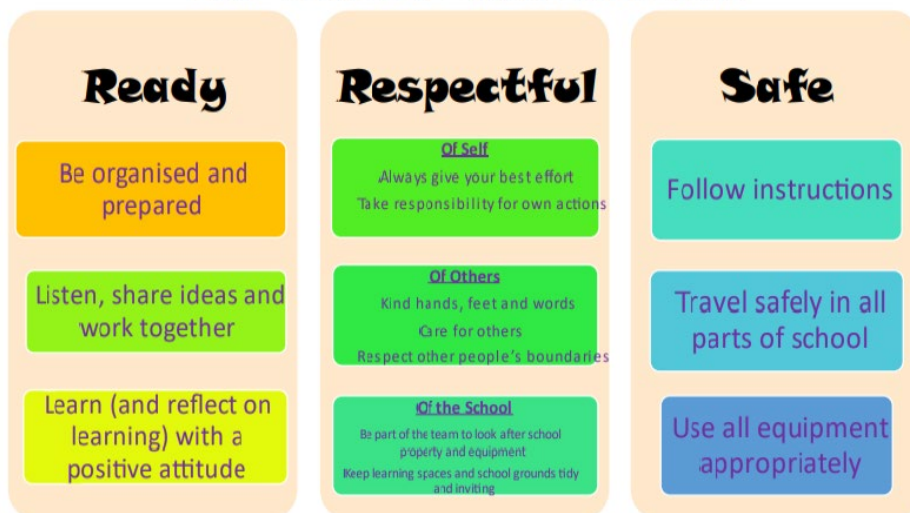 Ready
Be organised and
prepared
Listen, share ideas and
work together
Learn (and reflect on
learning) with a
positive attitude
Respectful
Of Self
Always give your best effort
Take responsibility for own actions
Of Others
Kind hands, feet and words
Care for others
Respect other people's boundaries
Of the School
Be part of the team to look after school
property and equipment
Keep learning spaces and school grounds tidy
and inviting
Safe
Follow instructions
Travel safely in all
parts of school
Use all equipment
appropriately